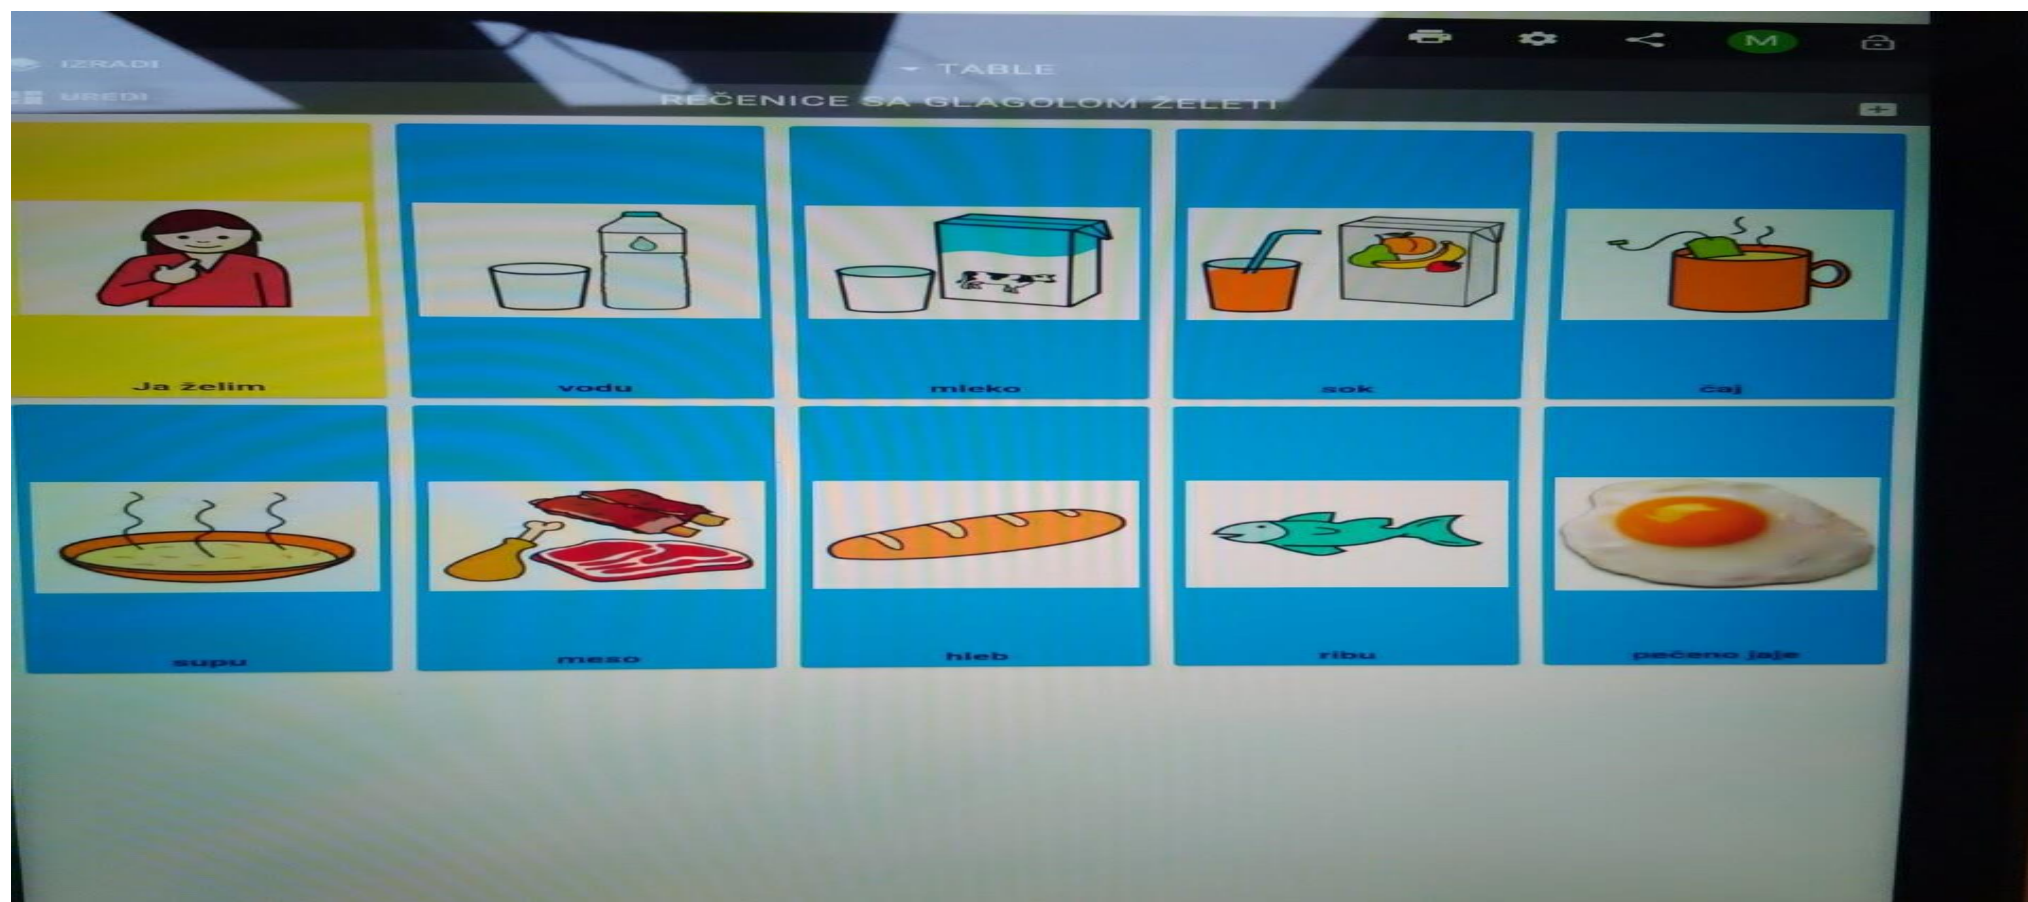 M
IZRADI
TABLE
UREDI
REČENICE SA GLAGOLOM ŽELETI
Ja želim
vodu
mleko
sok
čaj
supu
meso
hleb
ribu
pečeno jaje